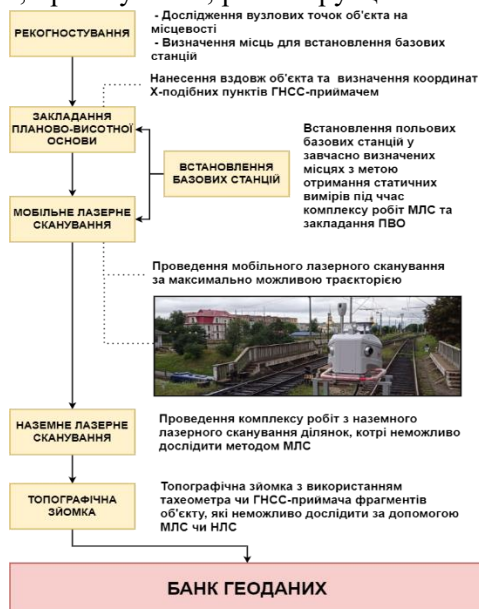 РЕКОГНОСТУВАННЯ
- Дослідження вузлових точок об'єкта на
місцевості
- Визначення місць для встановлення базових
станцій
Нанесення вздовж об'єкта та визначення координат
Х-подібних пунктів ГНСС-приймачем
ЗАКЛАДАННЯ
ПЛАНОВО-ВИСОТНОЇ
ОСНОВИ
ВСТАНОВЛЕННЯ
БАЗОВИХ СТАНЦІЙ
Встановлення польових
базових станцій у
завчасно визначених
місцях з метою
отримання статичних
вимірів під ччас
комплексу робіт МЛС та
закладання ПВО
МОБІЛЬНЕ ЛАЗЕРНЕ
СКАНУВАННЯ
Проведення мобільного лазерного сканування
за максимально можливою траєкторією
НАЗЕМНЕ ЛАЗЕРНЕ
СКАНУВАННЯ
Проведення комплексу робіт з наземного
лазерного сканування ділянок, котрі неможливо
дослідити методом МЛС
ТОПОГРАФІЧНА
ЗЙОМКА
Топографічна зйомка з використанням
тахеометра чи ГНСС-приймача фрагментів
об'єкту, які неможливо дослідити за допомогою
МЛС чи НЛС
БАНК ГЕОДАНИХ